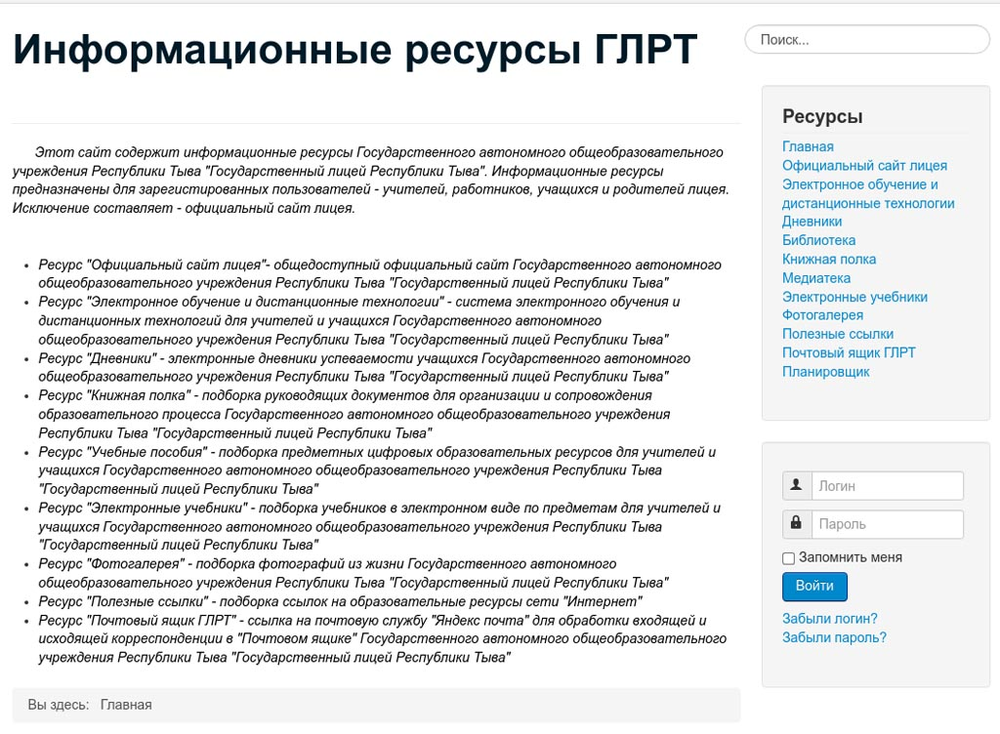 Информационные ресурсы ГЛРТ
Этот сайт содержит информационные ресурсы Государственного автономного общеобразовательного
учреждения Республики Тыва "Государственный лицей Республики Тыва". Информационные ресурсы
предназначены для зарегистированных пользователей - учителей, работников, учащихся и родителей лицея.
Исключение составляет - официальный сайт лицея.
Ресурс "Официальный сайт лицея"- общедоступный официальный сайт Государственного автономного
общеобразовательного учреждения Республики Тыва "Государственный лицей Республики Тыва"
Ресурс "Электронное обучение и дистанционные технологии" - система электронного обучения и
дистанционных технологий для учителей и учащихся Государственного автономного
общеобразовательного учреждения Республики Тыва "Государственный лицей Республики Тыва"
Ресурс "Дневники" - электронные дневники успеваемости учащихся Государственного автономного
общеобразовательного учреждения Республики Тыва "Государственный лицей Республики Тыва"
Ресурс "Книжная полка" - подборка руководящих документов для организации и сопровождения
образовательного процесса Государственного автономного общеобразовательного учреждения
Республики Тыва "Государственный лицей Республики Тыва"
Ресурс "Учебные пособия" - подборка предметных цифровых образовательных ресурсов для учителей и
учащихся Государственного автономного общеобразовательного учреждения Республики Тыва
"Государственный лицей Республики Тыва"
Ресурс "Электронные учебники" - подборка учебников в электронном виде по предметам для учителей и
учащихся Государственного автономного общеобразовательного учреждения Республики Тыва
"Государственный лицей Республики Тыва"
Ресурс "Фотогалерея" - подборка фотографий из жизни Государственного автономного
общеобразовательного учреждения Республики Тыва "Государственный лицей Республики Тыва"
Ресурс "Полезные ссылки" - подборка ссылок на образовательные ресурсы сети "Интернет"
Ресурс "Почтовый ящик ГЛРТ" - ссылка на почтовую службу "Яндекс почта" для обработки входящей и
исходящей корреспонденции в "Почтовом ящике" Государственного автономного общеобразовательного
учреждения Республики Тыва "Государственный лицей Республики Тыва"
Вы здесь: Главная
Поиск...
Ресурсы
Главная
Официальный сайт лицея
Электронное обучение и
дистанционные технологии
Дневники
Библиотека
Книжная полка
Медиатека
Электронные учебники
Фотогалерея
Полезные ссылки
Почтовый ящик ГЛРТ
Планировщик
Логин
Пароль
Запомнить меня
Войти
Забыли логин?
Забыли пароль?